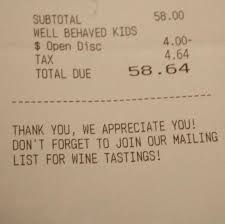 SUBTOTAL 58.00
WELL BEHAVED KIDS
$ Open Disc 4.00-
TAX 4.64
TOTAL DUE 58.64
THANK YOU, WE APPRECIATE YOU!
DON'T FORGET TO JOIN OUR MAILING
LIST FOR WINE TASTINGS!